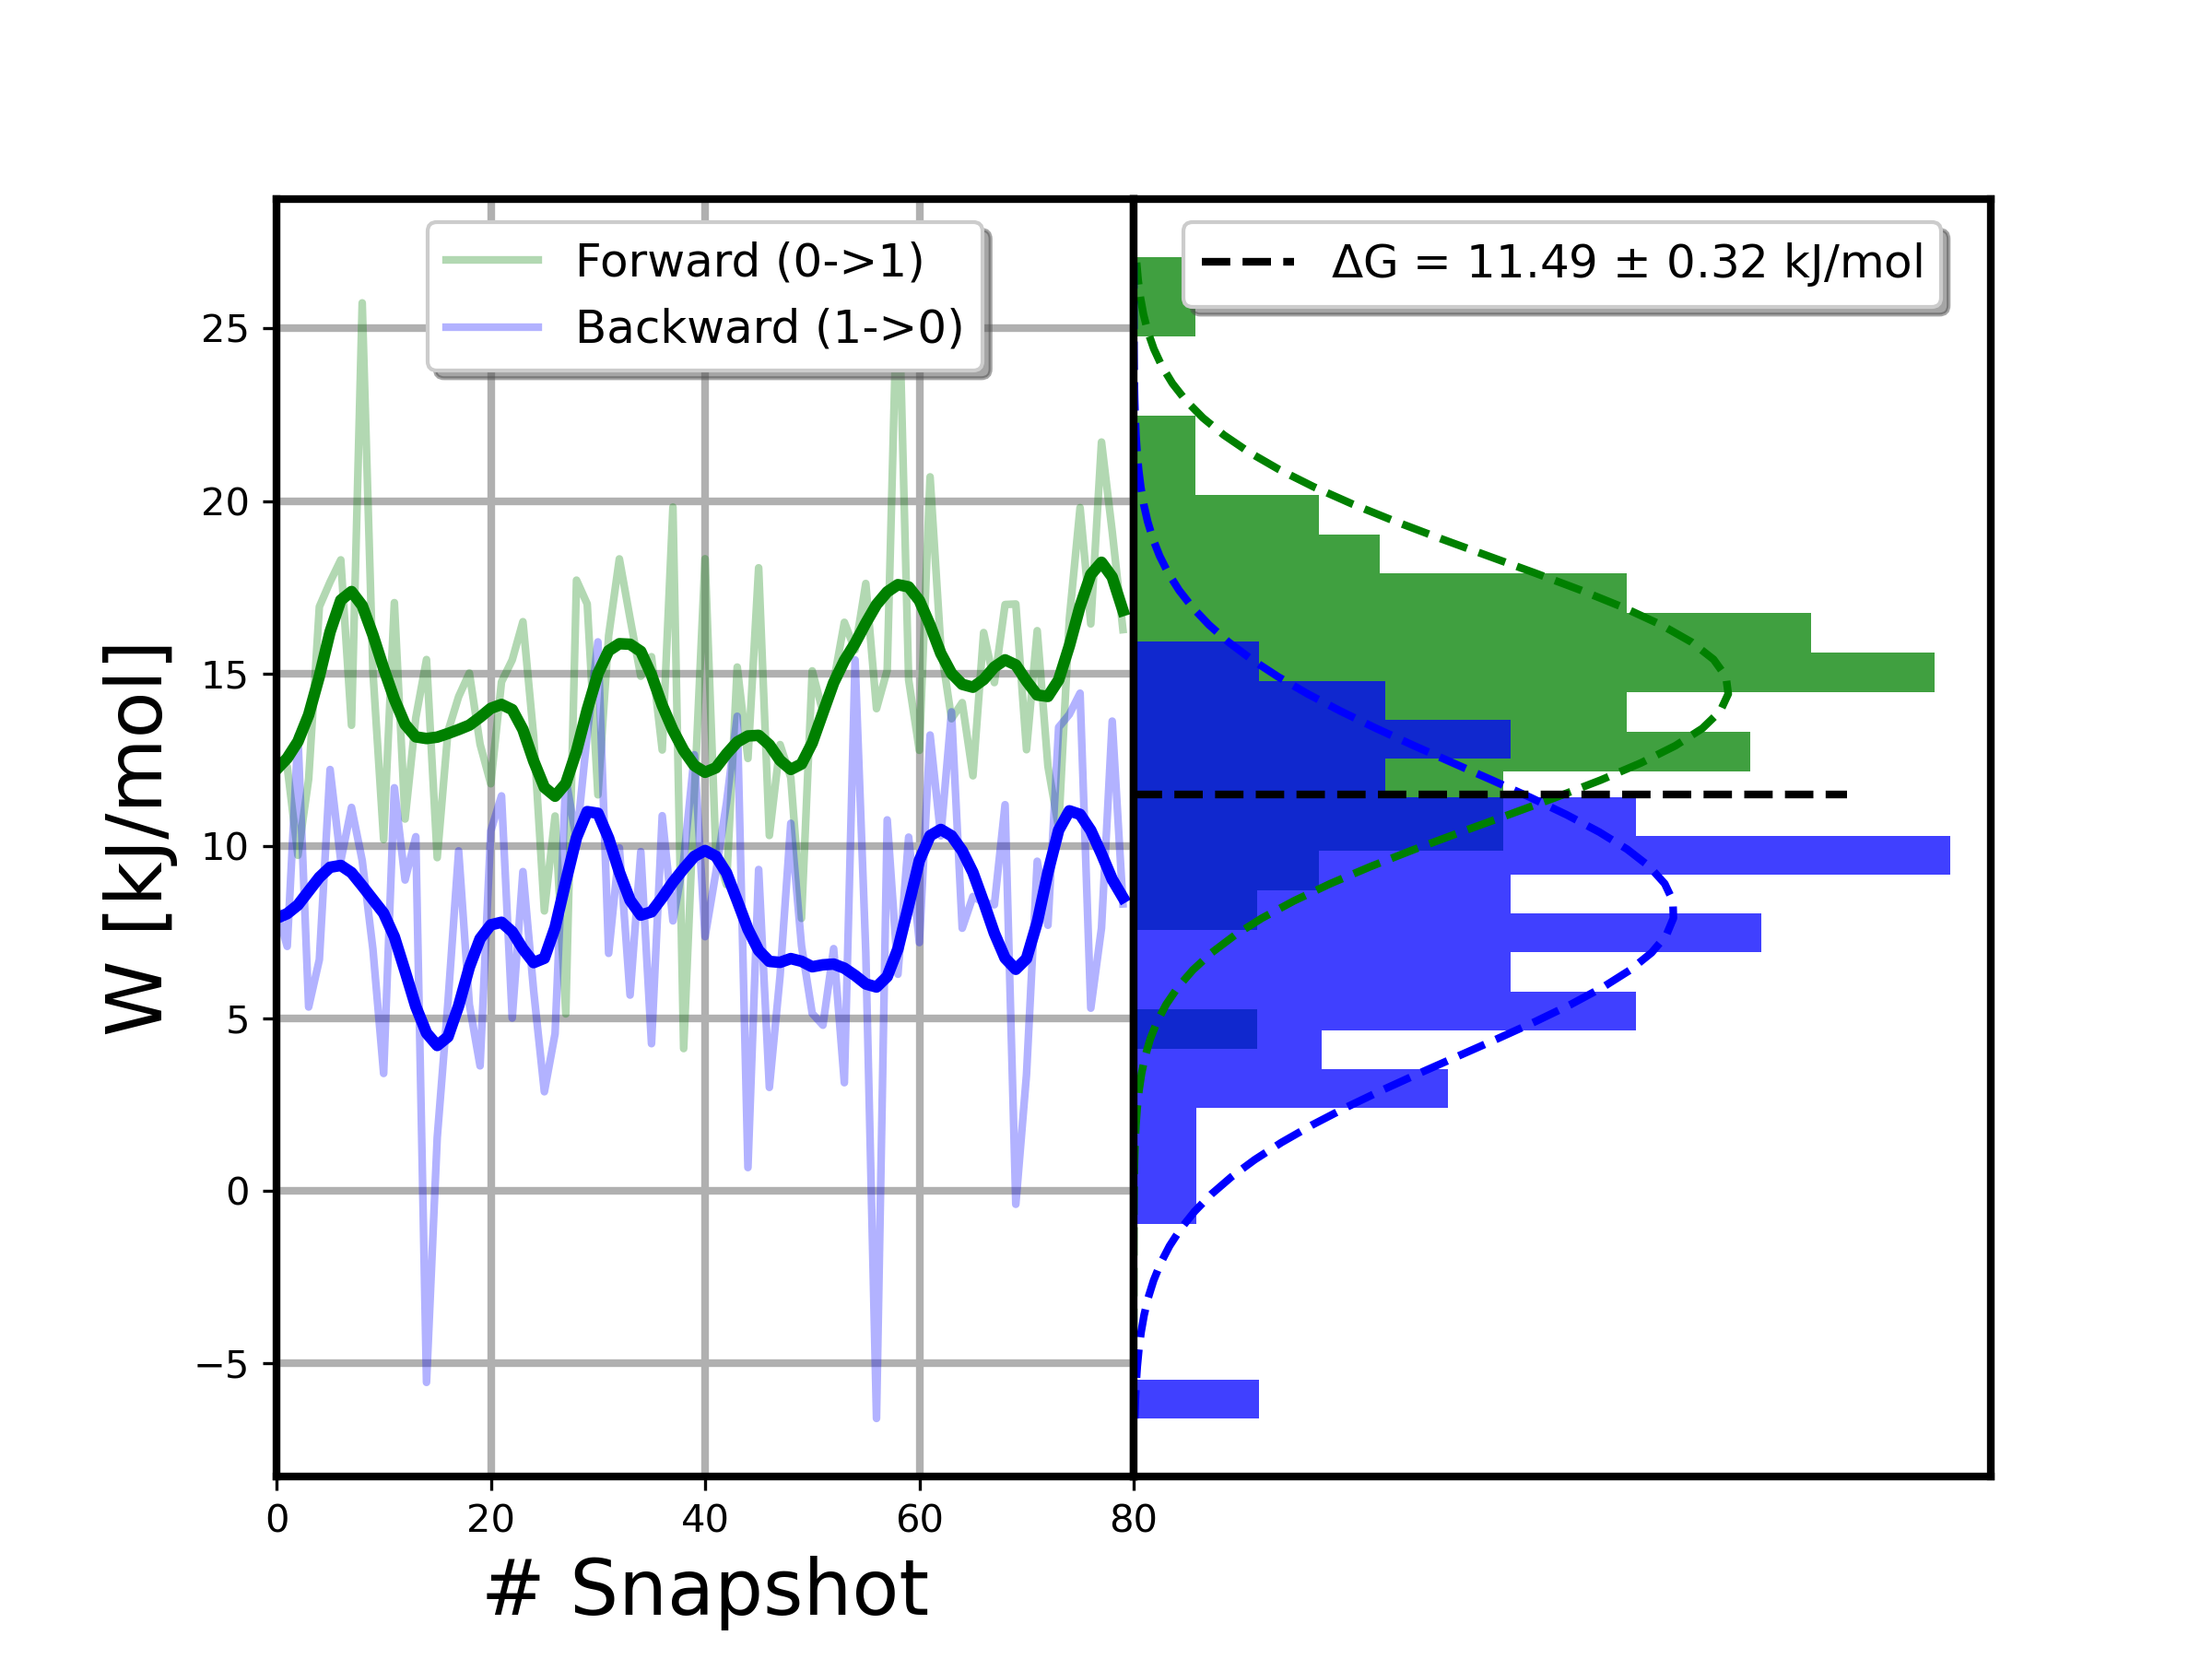 Forward (0->1)
Backward (1->0)
ΔG = 11.49 ± 0.32 kJ/mol
W [kJ/mol]
25
20
15
10
5
0
−5
0 20 40 60 80
# Snapshot